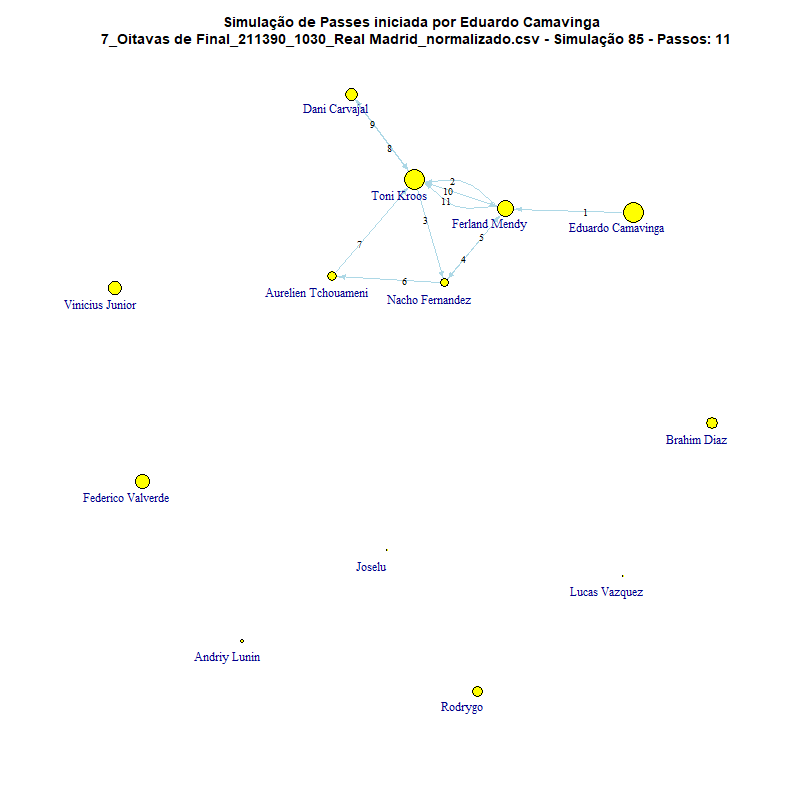 Simulação de Passes iniciada por Eduardo Camavinga
7_Oitavas de Final_211390_1030_Real Madrid_normalizado.csv - Simulação 85 - Passos: 11
Dani Carvajal
9
8
Toni Kroos
2
10
11
Ferland Mendy
1
Eduardo Camavinga
3
5
7
4
6
Aurelien Tchouameni
Nacho Fernandez
Vinicius Junior
Brahim Diaz
Federico Valverde
Joselu
Lucas Vazquez
Andriy Lunin
Rodrygo